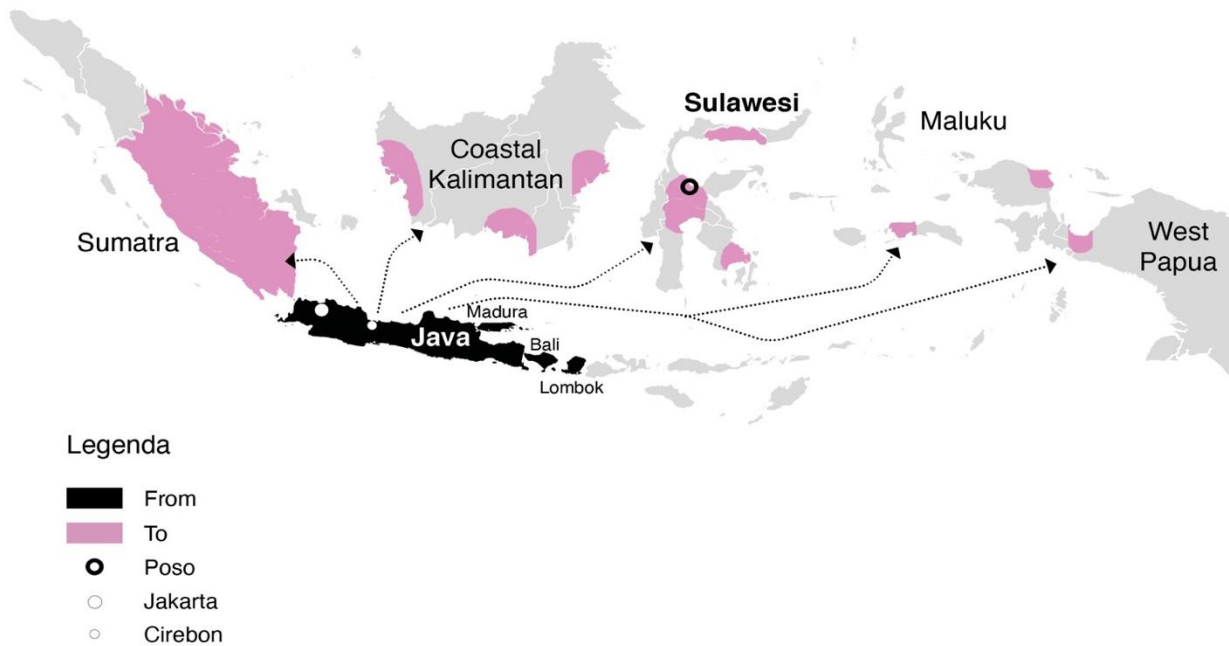 Sulawesi
Maluku
Coastal
Kalimantan
Sumatra
West
Papua
Madura
Java
Bali
Lombok
Legenda
From
To
Poso
Jakarta
Cirebon